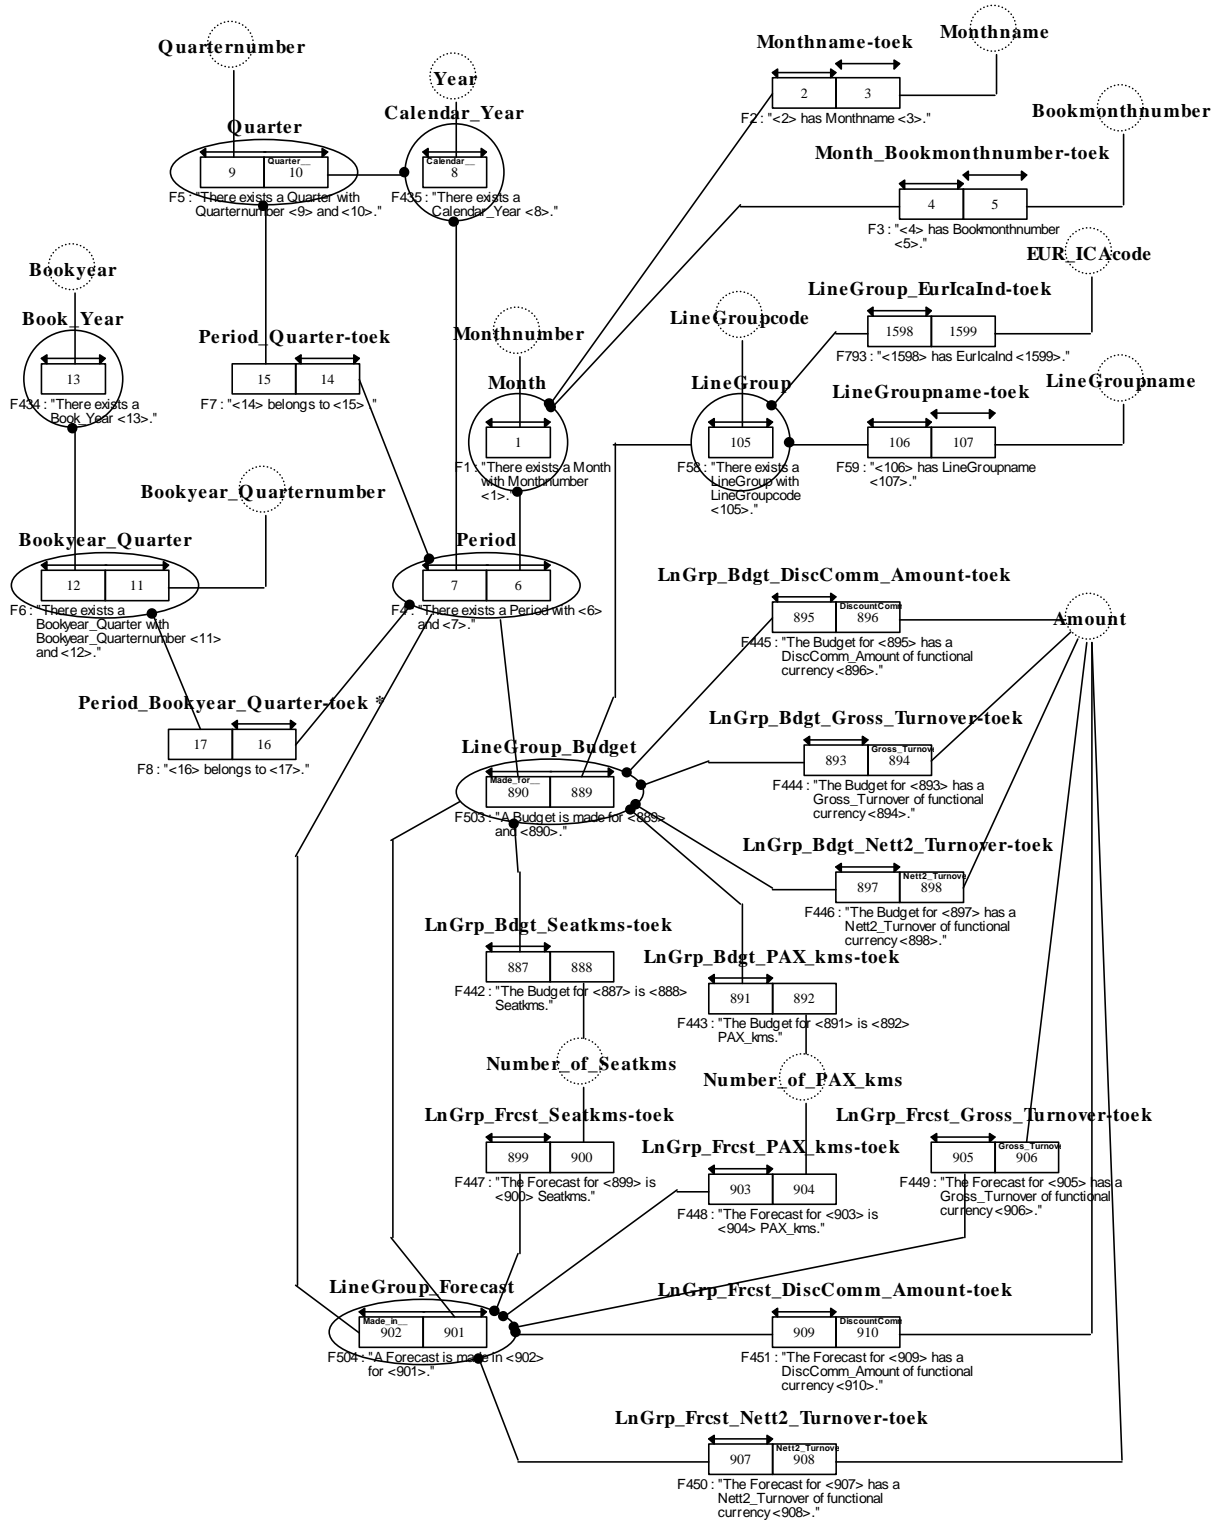 Quarternumber
Year
Monthname-toek
Monthname
2
3
F2 : "<2> has Monthname <3>."
Bookmonthnumber
Quarter
9
Quarter__
10
F5 : "There exists a Quarter with
Quarternumber <9> and <10>."
Calendar_Year
Calendar__
8
F435 : "There exists a
Calendar_Year <8>."
Month_Bookmonthnumber-toek
4
5
F3 : "<4> has Bookmonthnumber
<5>."
EUR_ICAcode
Bookyear
Book_Year
13
F434 : "There exists a
Book_Year <13>."
Period_Quarter-toek
15
14
F7 : "<14> belongs to <15> "
Monthnumber
Month
1
F1 : "There exists a Month
with Monthnumber
<1>."
LineGroupcode
LineGroup
105
F58 : "There exists a
LineGroup with
LineGroupcode
<105>."
LineGroup_EurIcaInd-toek
1598
1599
F793 : "<1598> has EurIcaInd <1599>."
LineGroupname-toek
LineGroupname
106
107
F59 : "<106> has LineGroupname
<107>."
Bookyear_Quarternumber
Bookyear_Quarter
12
11
F6 : "There exists a
Bookyear_Quarter with
Bookyear_Quarternumber <11>
and <12>."
Period
7
6
F4 : "There exists a Period with <6>
and <7>."
LnGrp_Bdgt_DiscComm_Amount-toek
895
DiscountComm
896
F445 : "The Budget for <895> has a
DiscComm_Amount of functional
currency <896>."
Amount
Period_Bookyear_Quarter-toek *
17
16
F8 : "<16> belongs to <17>."
LnGrp_Bdgt_Gross_Turnover-toek
893
Gross_Turnove
894
F444 : "The Budget for <893> has a
Gross_Turnover of functional
currency <894>."
LineGroup_Budget
Made_for__
890
889
F503 : "A Budget is made for <889>
and <890>."
LnGrp_Bdgt_Nett2_Turnover-toek
897
Nett2_Turnove
898
F446 : "The Budget for <897> has a
Nett2_Turnover of functional
currency <898>."
LnGrp_Bdgt_Seatkms-toek
887
888
F442 : "The Budget for <887> is <888>
Seatkms."
LnGrp_Bdgt_PAX_kms-toek
891
892
F443 : "The Budget for <891> is <892>
PAX_kms."
Number_of_Seatkms
Number_of_PAX_kms
LnGrp_Frcst_Seatkms-toek
899
900
F447 : "The Forecast for <899> is
<900> Seatkms."
LnGrp_Frcst_PAX_kms-toek
903
904
F448 : "The Forecast for <903> is
<904> PAX_kms."
LnGrp_Frcst_Gross_Turnover-toek
905
Gross_Turnove
906
F449 : "The Forecast for <905> has a
Gross_Turnover of functional
currency <906>."
LineGroup_Forecast
Made_in__
902
901
F504 : "A Forecast is made in <902>
for <901>."
LnGrp_Frcst_DiscComm_Amount-toek
909
DiscountComm
910
F451 : "The Forecast for <909> has a
DiscComm_Amount of functional
currency <910>."
LnGrp_Frcst_Nett2_Turnover-toek
907
Nett2_Turnove
908
F450 : "The Forecast for <907> has a
Nett2_Turnover of functional
currency <908>."